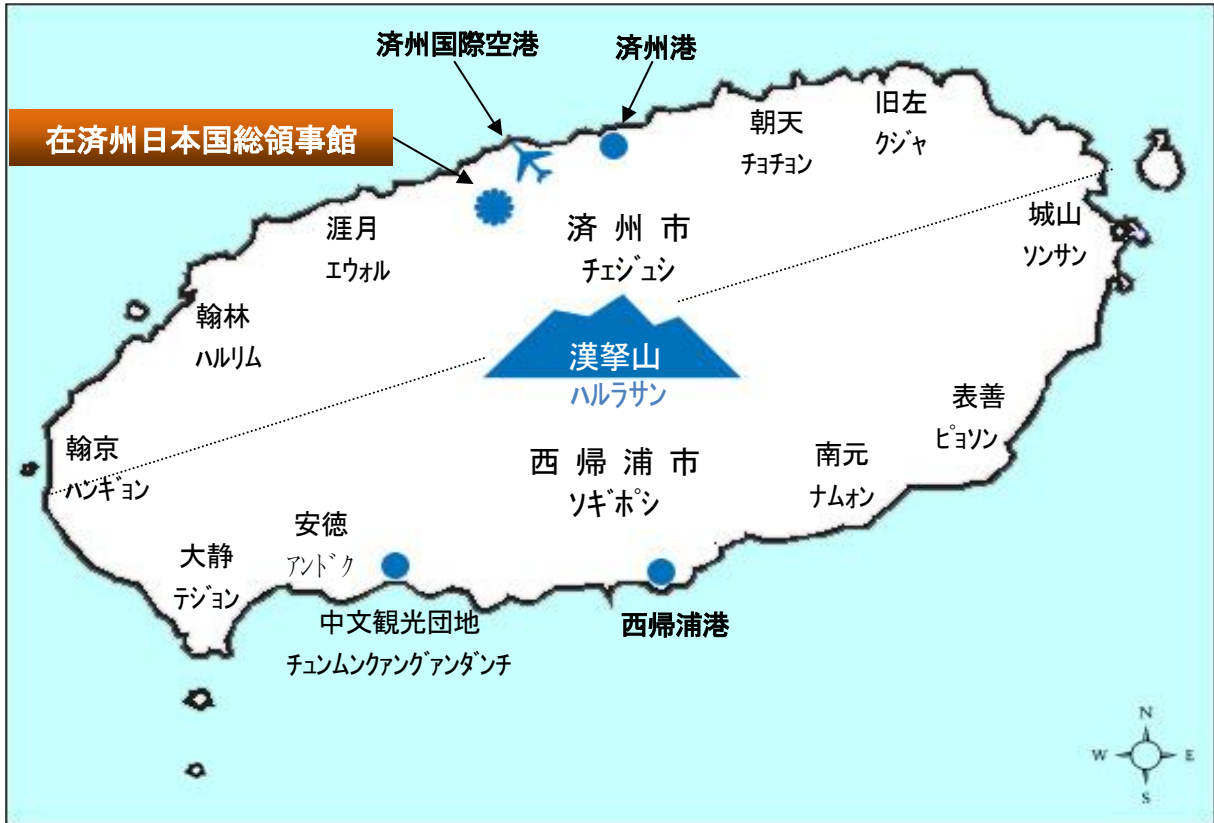 済州国際空港
済州港
在済州日本国総領事館
朝天
チョチョン
旧左
クジャ
涯月
エウォル
済州市
チェジュシ
城山
ソンサン
翰林
ハルリム
漢拏山
ハルラサン
表善
ピョソン
翰京
ハンギョン
西帰浦市
ソギポシ
南元
ナムォン
安徳
アンドク
大静
テジョン
中文観光団地
チュンムンクァングァンダンチ
西帰浦港
N
W
E
S